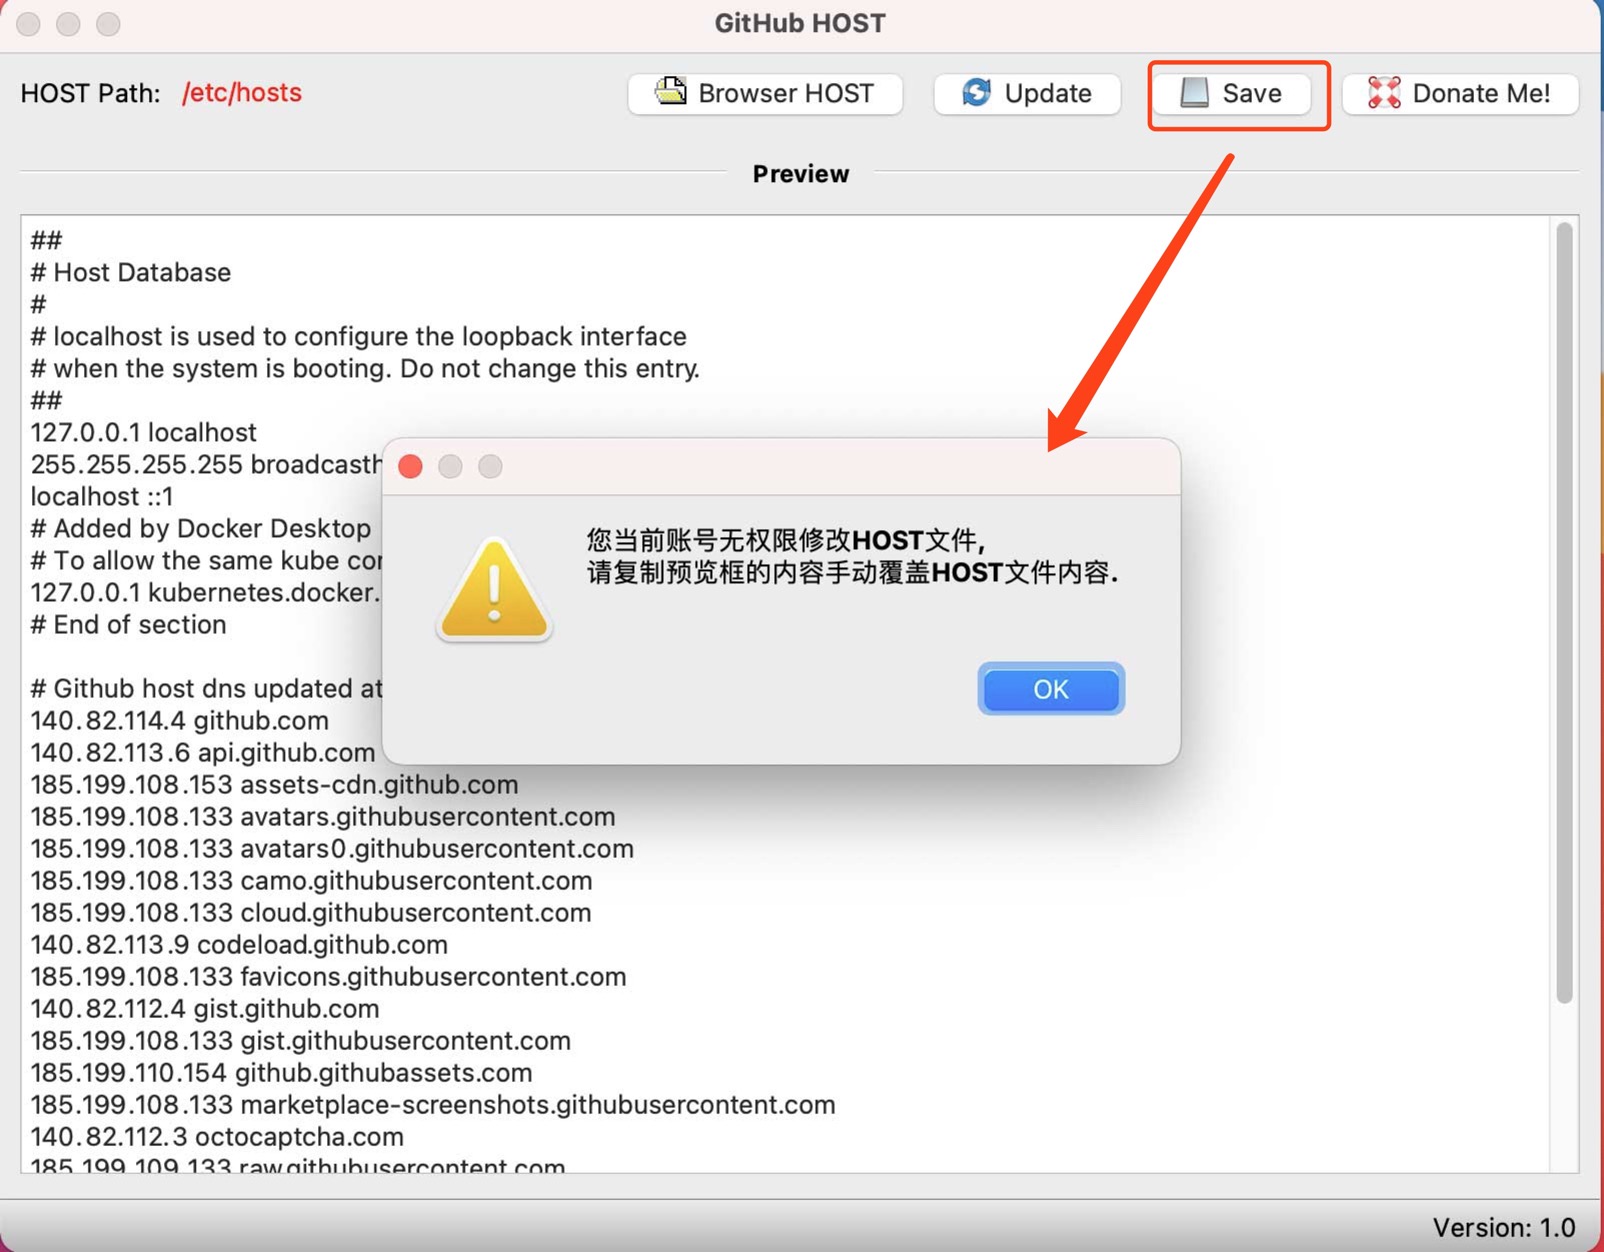 GitHub HOST
HOST Path: /etc/hosts
Browser HOST
Update
Save
Donate Me!
Preview
##
# Host Database
#
# localhost is used to configure the loopback interface
# when the system is booting. Do not change this entry.
##
127.0.0.1 localhost
255.255.255.255
localhost ::1
# Added by Docker Desktop
# To allow the same kube
127.0.0.1 kubernetes.docker.
# End of section
您当前账号无权限修改HOST文件,
请复制预览框的内容手动覆盖HOST文件内容.
OK
# Github host dns updated at
140.82.114.4 github.com
140.82.113.6 api.github.com
185.199.108.153 assets-cdn.github.com
185.199.108.133 avatars.githubusercontent.com
185.199.108.133 avatars0.githubusercontent.com
185.199.108.133 camo.githubusercontent.com
185.199.108.133 cloud.githubusercontent.com
140.82.113.9 codeload.github.com
185.199.108.133 favicons.githubusercontent.com
140.82.112.4 gist.github.com
185.199.108.133 gist.githubusercontent.com
185.199.110.154 github.githubassets.com
185.199.108.133 marketplace-screenshots.githubusercontent.com
140.82.112.3 octocaptcha.com
185.199.109.133 raw.githubusercontent.com
Version: 1.0